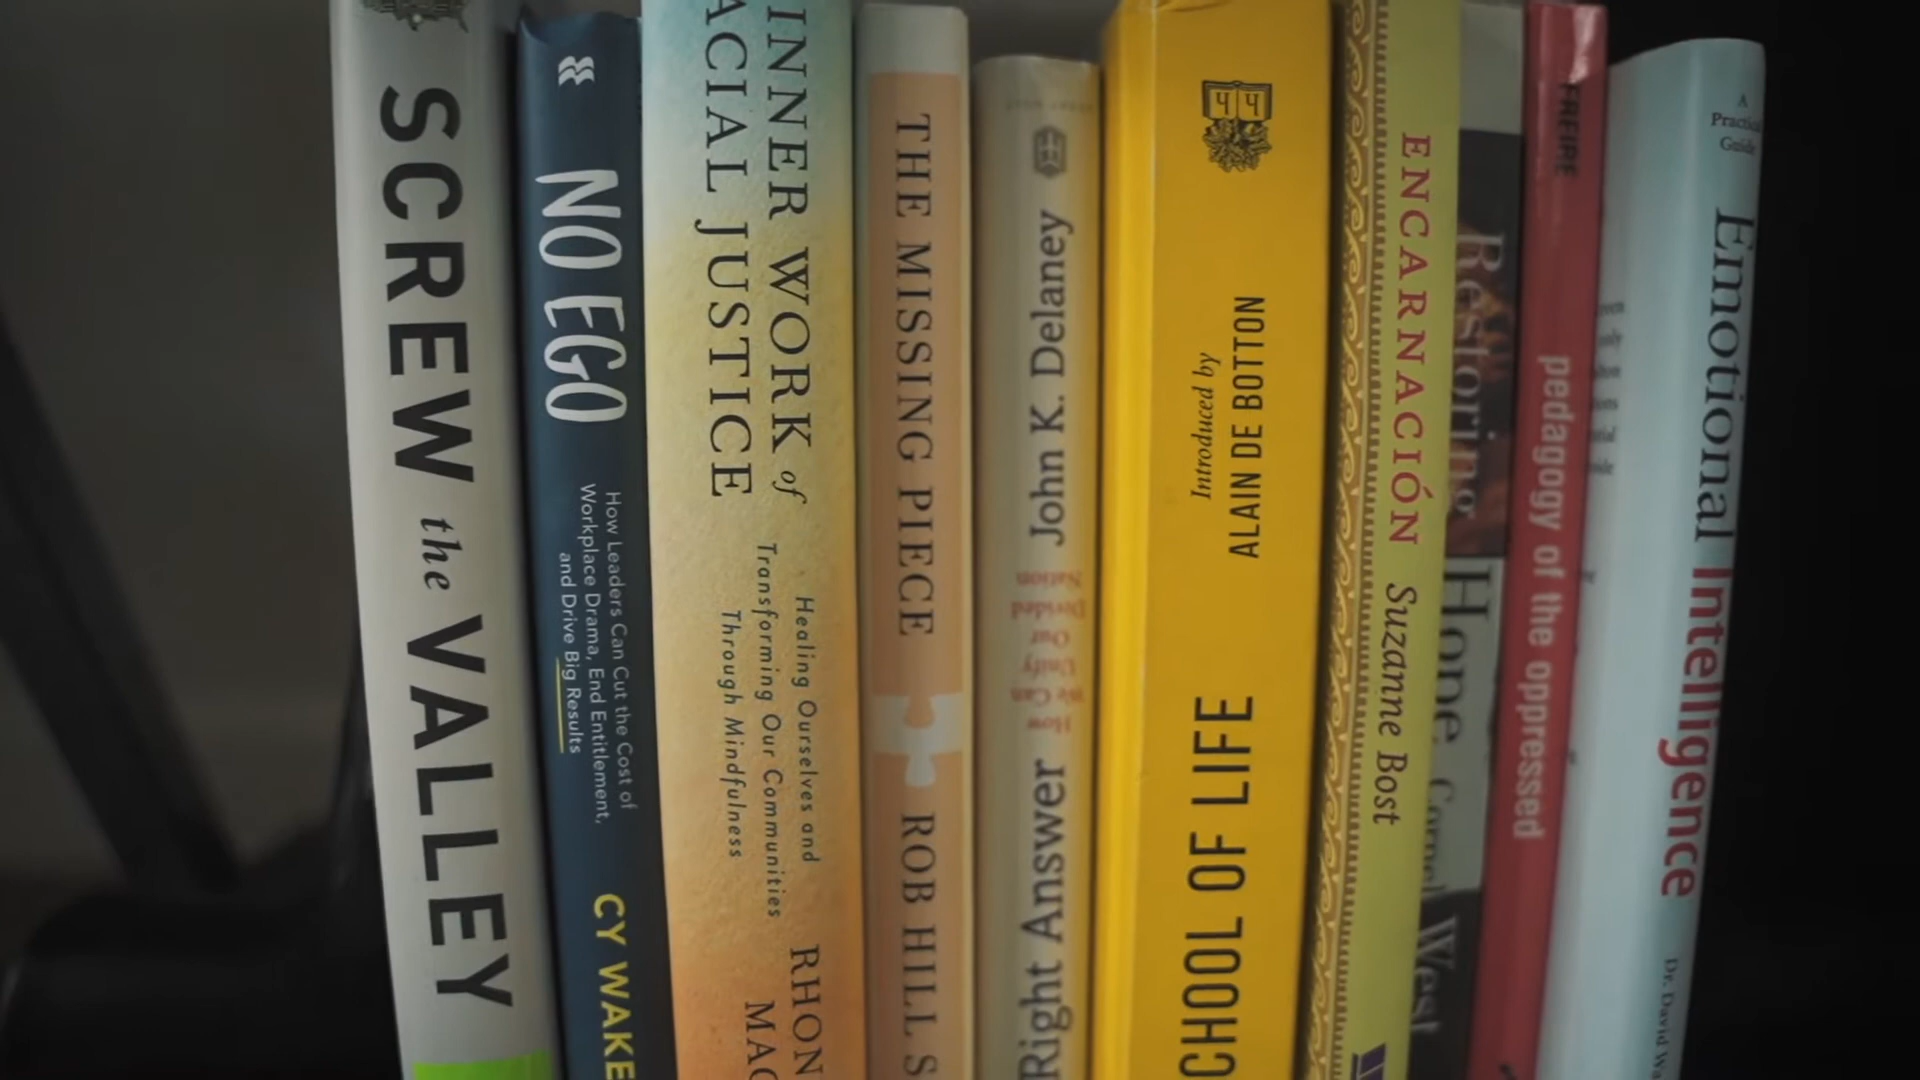 SCREW the VALLEY
NO EGO
How Leaders Can Cut the Cost of
Workplace Drama, End Entitlement,
and Drive Big Results
CY WAKE
INNER WORK of
ACIAL JUSTICE
Healing Ourselves and
Transforming Our Communities
Through Mindfulness
RHON
MAG
THE MISSING PIECE
ROB HILL S
Right Answer
How
We Can
Unify
Our
Divided
Nation
John K. Delaney
CHOOL OF LIFE
Introduced by
ALAIN DE BOTTON
ENCARNACIÓN Suzanne Bost
Restoring Hope Cornel West
FREIRE
pedagogy of the oppressed
A
Practical
Guide
Emotional Intelligence
Dr. David Wa